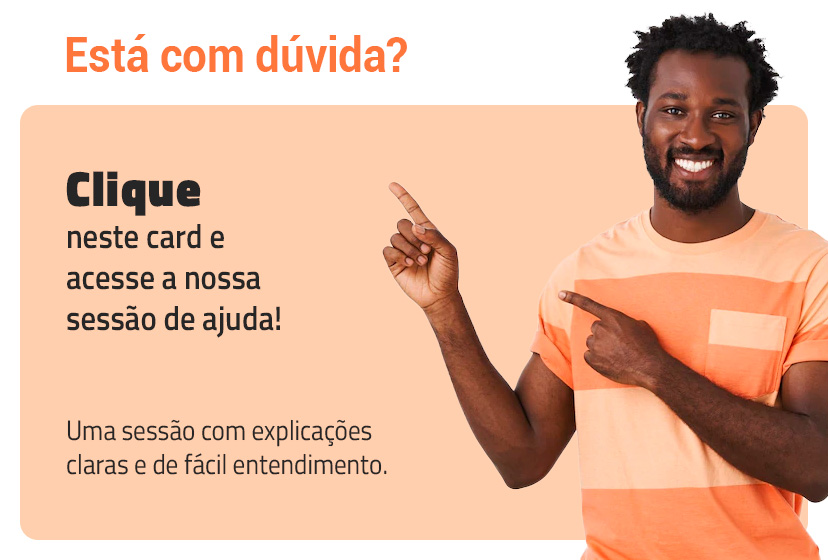 Está com dúvida?
Clique
neste card e
acesse a nossa
sessão de ajuda!
Uma sessão com explicações
claras e de fácil entendimento.